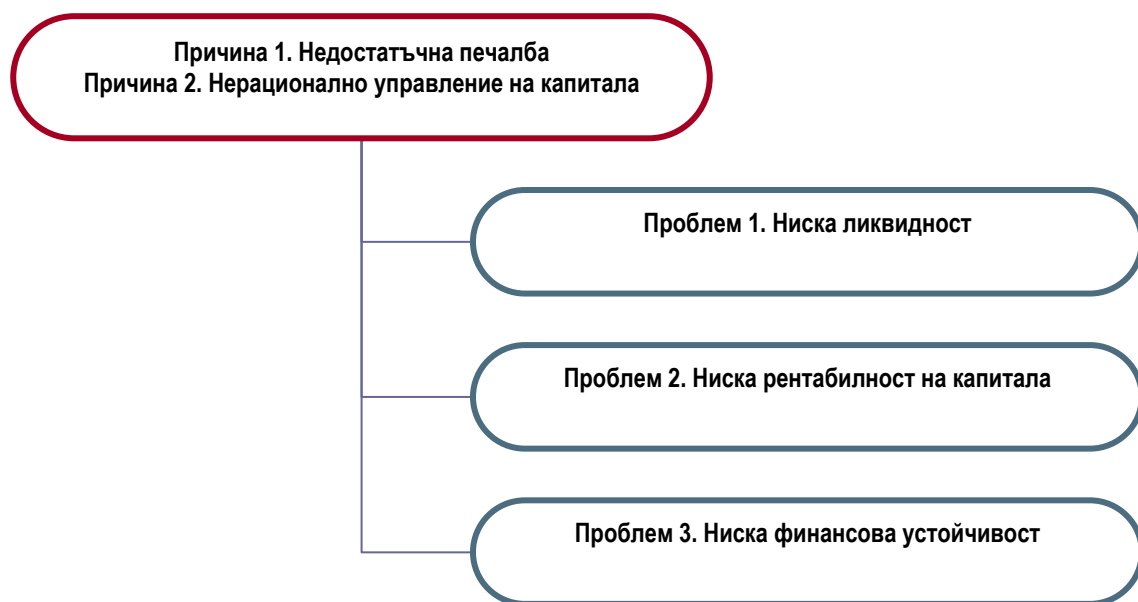 Причина 1. Недостатъчна печалба
Причина 2. Нерационално управление на капитала
Проблем 1. Ниска ликвидност
Проблем 2. Ниска рентабилност на капитала
Проблем 3. Ниска финансова устойчивост